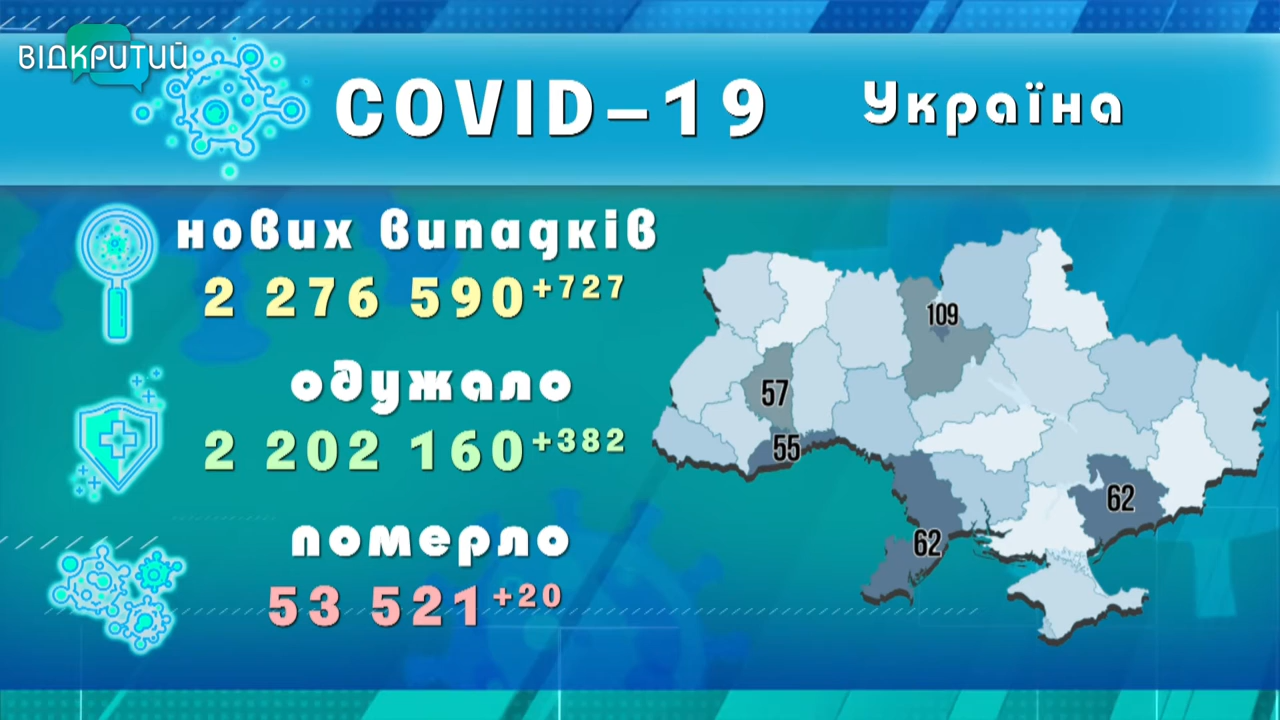 ВІДКРИТИЙ
COVID-19 Україна
нових випадків
2 276 590 +727
одужало
2 202 160 +382
померло
53 521 +20
109
57
55
62
62